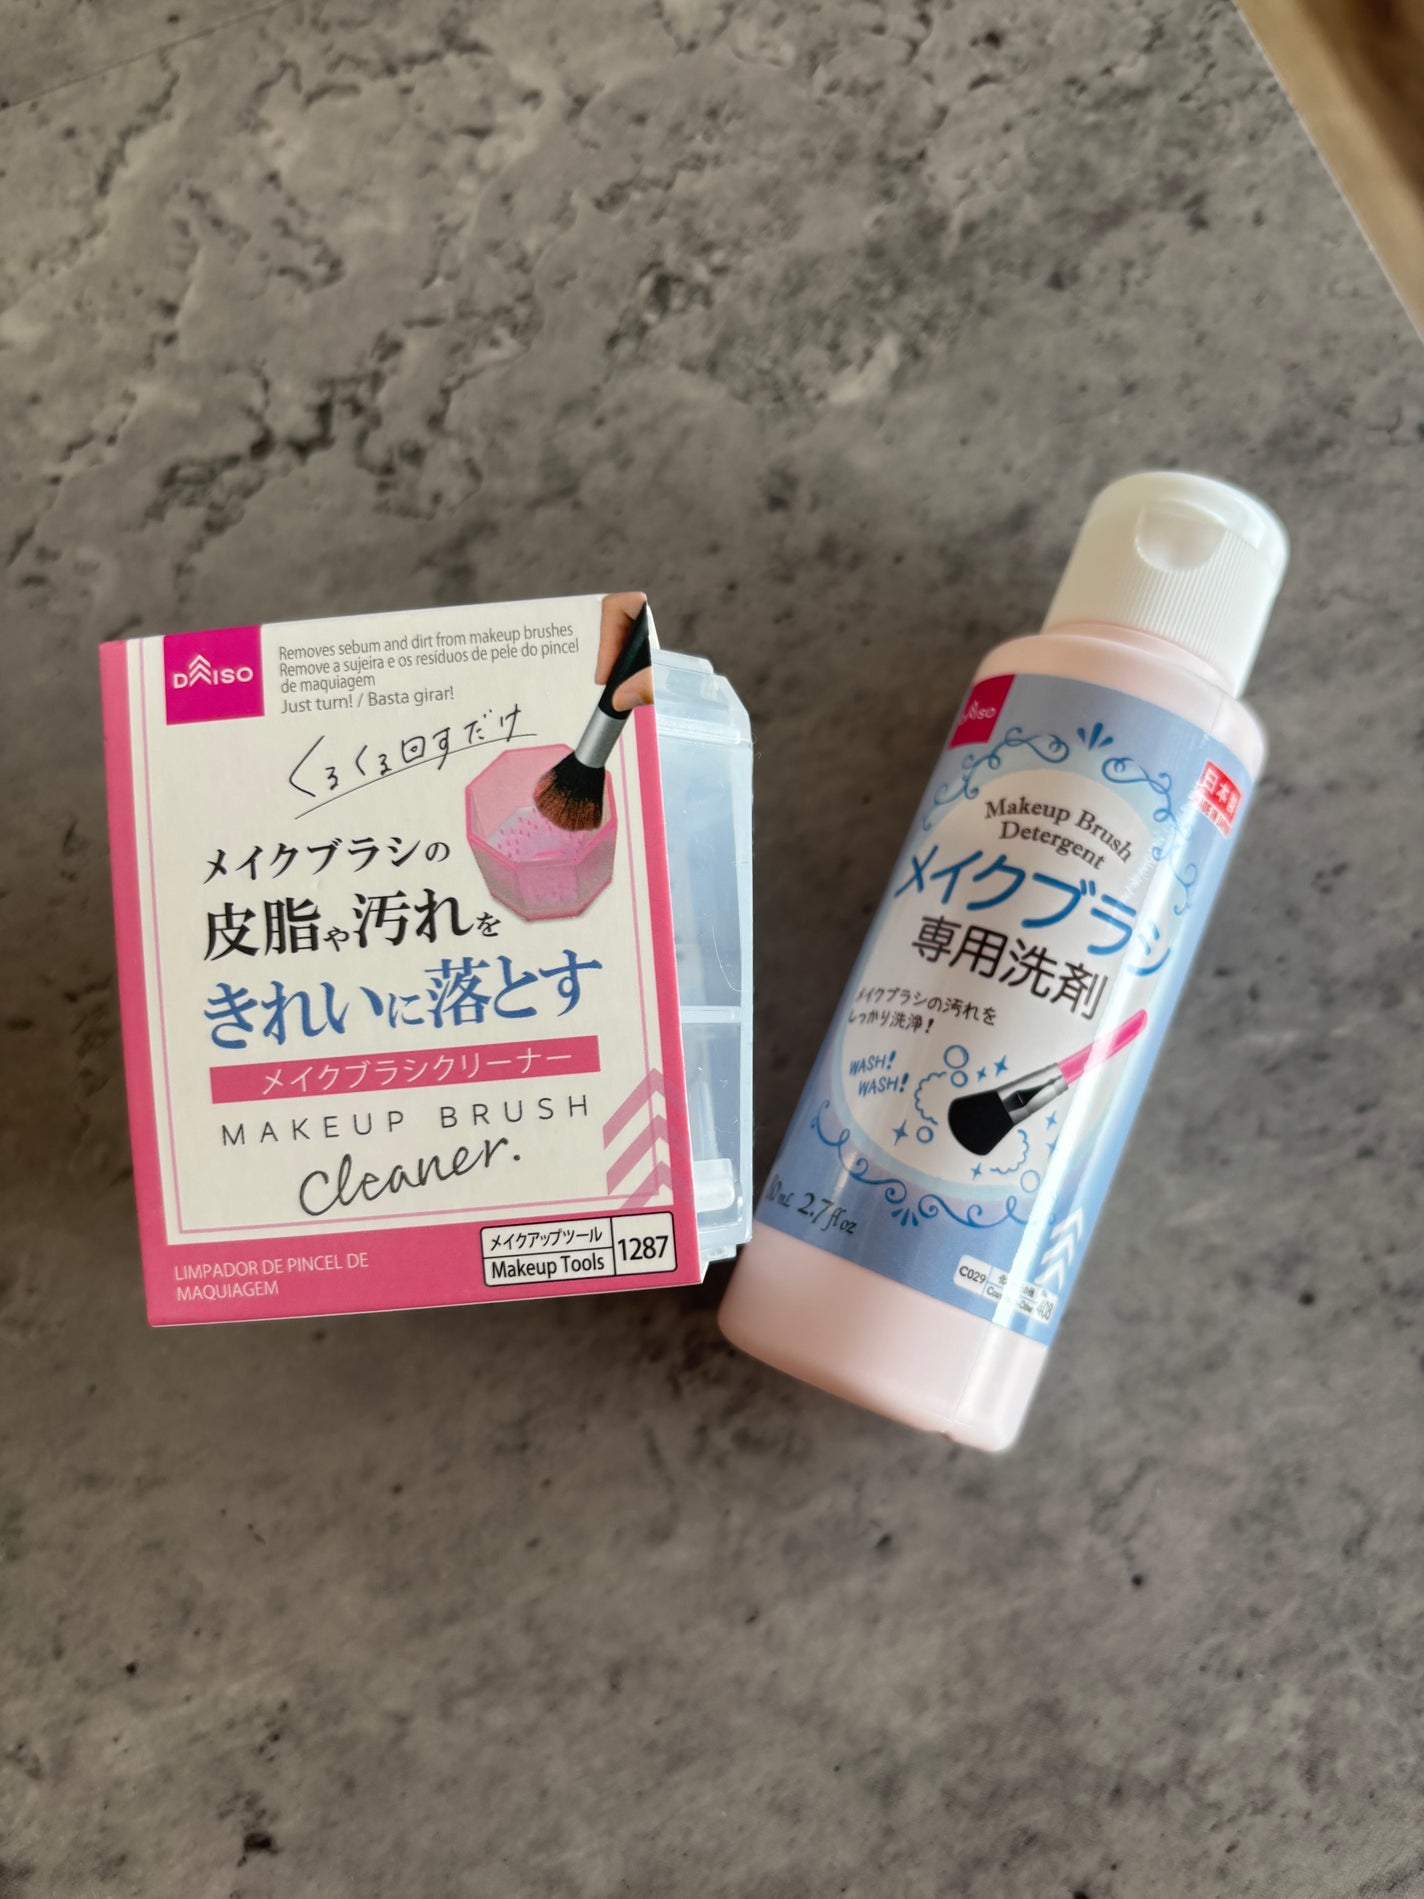 DAISO
Removes sebum and dirt from makeup brushes
Remove a sujeira e os resíduos de pele do pincel
de maquiagem
Just turn! / Basta girar!
くるくる回すだけ
メイクブラシの
皮脂や汚れを
きれいに落とす
メイクブラシクリーナー
MAKEUP BRUSH
Cleaner.
LIMPADOR DE PINCEL DE
MAQUIAGEM
メイクアップツール
Makeup Tools
1287
DAISO
日本製
Makeup Brush
Detergent
メイクブラシ
専用洗剤
メイクブラシの汚れを
しっかり洗浄!
WASH!
WASH!
2.7 fl oz
C029
408